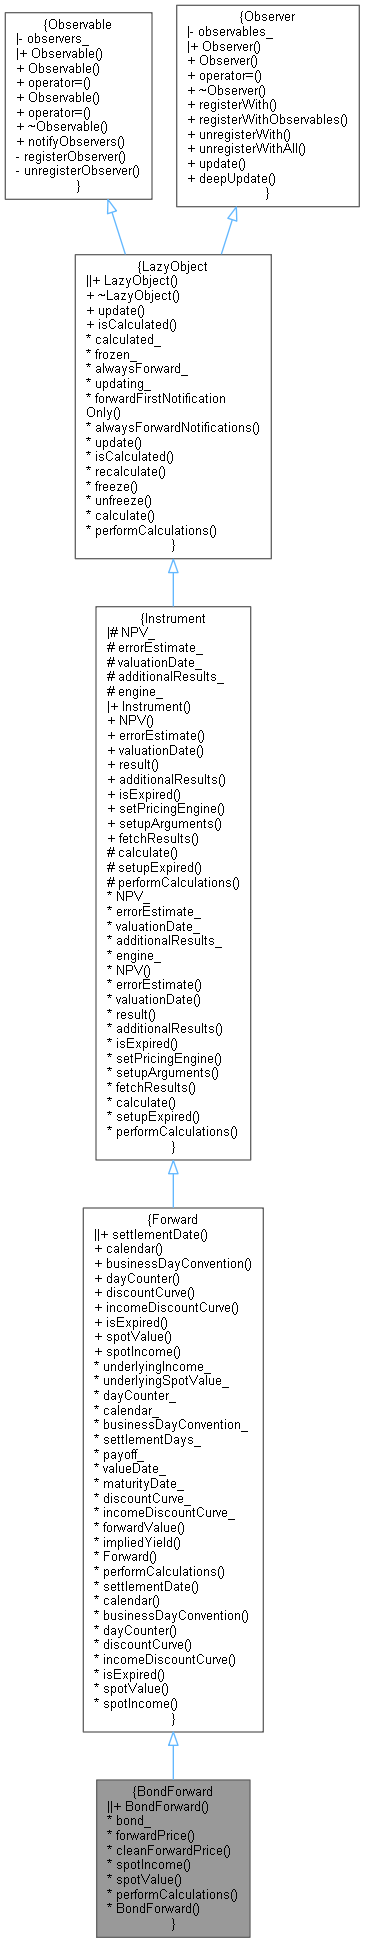 {Observable
|- observers_
|+ Observable()
+ Observable()
+ operator=()
+ Observable()
+ operator=()
+ ~Observable()
+ notifyObservers()
- registerObserver()
- unregisterObserver()
}
{Observer
|- observables_
|+ Observer()
+ Observer()
+ operator=()
+ ~Observer()
+ registerWith()
+ registerWithObservables()
+ unregisterWith()
+ unregisterWithAll()
+ update()
+ deepUpdate()
}
{LazyObject
||+ LazyObject()
+ ~LazyObject()
+ update()
+ isCalculated()
* calculated_
* frozen_
* alwaysForward_
* updating_
* forwardFirstNotification
Only()
* alwaysForwardNotifications()
* update()
* isCalculated()
* recalculate()
* freeze()
* unfreeze()
* calculate()
* performCalculations()
}
{Instrument
|# NPV_
# errorEstimate_
# valuationDate_
# additionalResults_
# engine_
|+ Instrument()
+ NPV()
+ errorEstimate()
+ valuationDate()
+ result()
+ additionalResults()
+ isExpired()
+ setPricingEngine()
+ setupArguments()
+ fetchResults()
# calculate()
# setupExpired()
# performCalculations()
* NPV_
* errorEstimate_
* valuationDate_
* additionalResults_
* engine_
* NPV()
* errorEstimate()
* valuationDate()
* result()
* additionalResults()
* isExpired()
* setPricingEngine()
* setupArguments()
* fetchResults()
* calculate()
* setupExpired()
* performCalculations()
}
{Forward
||+ settlementDate()
+ calendar()
+ businessDayConvention()
+ dayCounter()
+ discountCurve()
+ incomeDiscountCurve()
+ isExpired()
+ spotValue()
+ spotIncome()
* underlyingIncome_
* underlyingSpotValue_
* dayCounter_
* calendar_
* businessDayConvention_
* settlementDays_
* payoff_
* valueDate_
* maturityDate_
* discountCurve_
* incomeDiscountCurve_
* forwardValue()
* impliedYield()
* Forward()
* performCalculations()
* settlementDate()
* calendar()
* businessDayConvention()
* dayCounter()
* discountCurve()
* incomeDiscountCurve()
* isExpired()
* spotValue()
* spotIncome()
}
{BondForward
||+ BondForward()
* bond_
* forwardPrice()
* cleanForwardPrice()
* spotIncome()
* spotValue()
* performCalculations()
* BondForward()
}